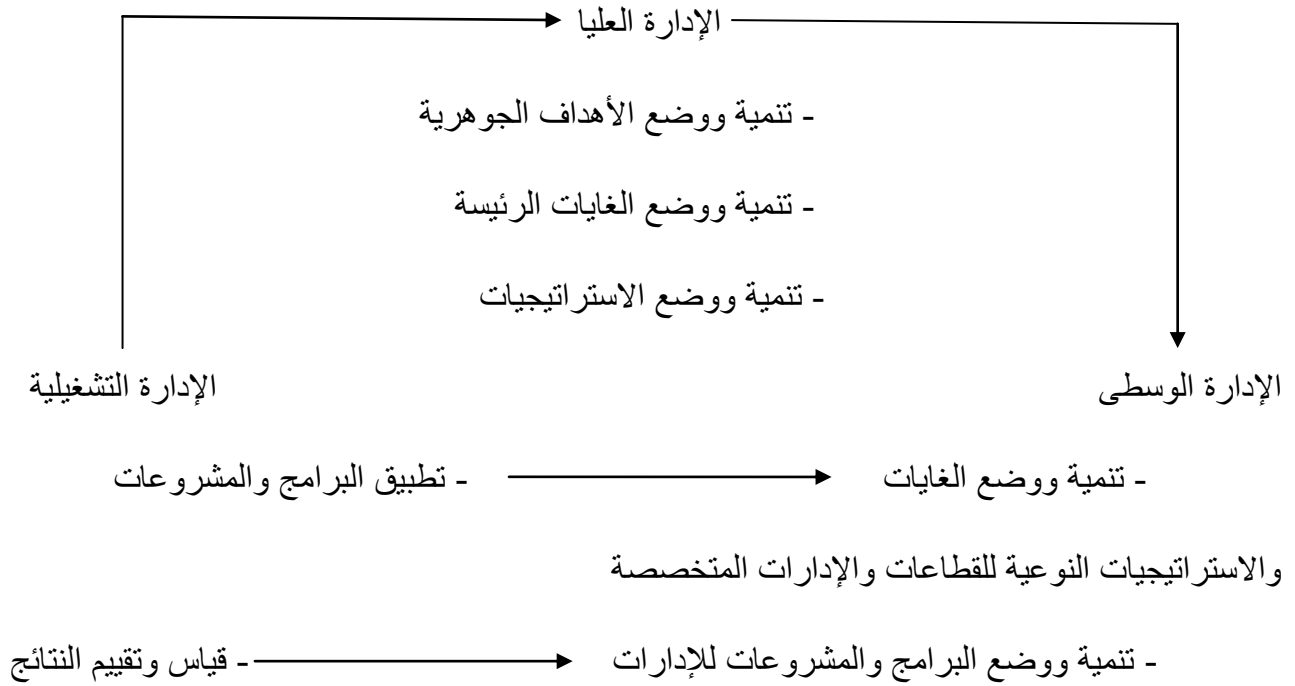 الإدارة العليا
- تنمية ووضع الأهداف الجوهرية
- تنمية ووضع الغايات الرئيسة
- تنمية ووضع الاستراتيجيات
الإدارة الوسطى
الإدارة التشغيلية
- تنمية ووضع الغايات
- تطبيق البرامج والمشروعات
والاستراتيجيات النوعية للقطاعات والإدارات المتخصصة
- تنمية ووضع البرامج والمشروعات للإدارات
- قياس وتقييم النتائج